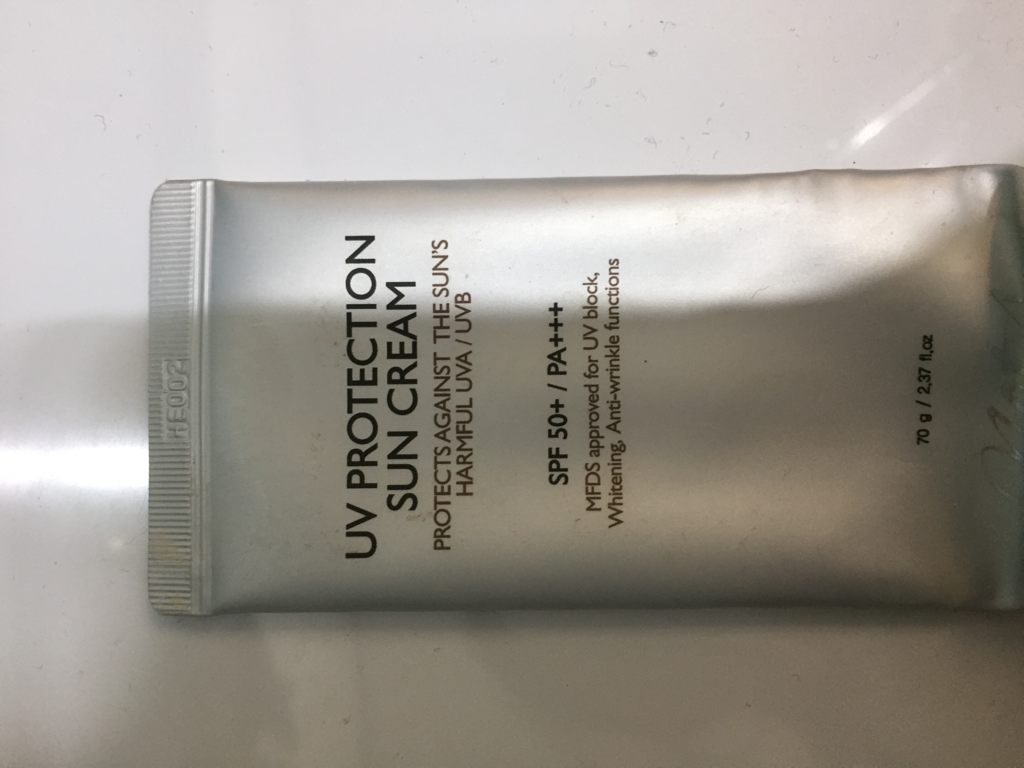 HE002
UV PROTECTION
SUN CREAM
PROTECTS AGAINST THE SUN'S
HARMFUL UVA / UVB
SPF 50+ / PA+++
MFDS approved for UV block,
Whitening, Anti-wrinkle functions
70 g / 2,37 fl,oz